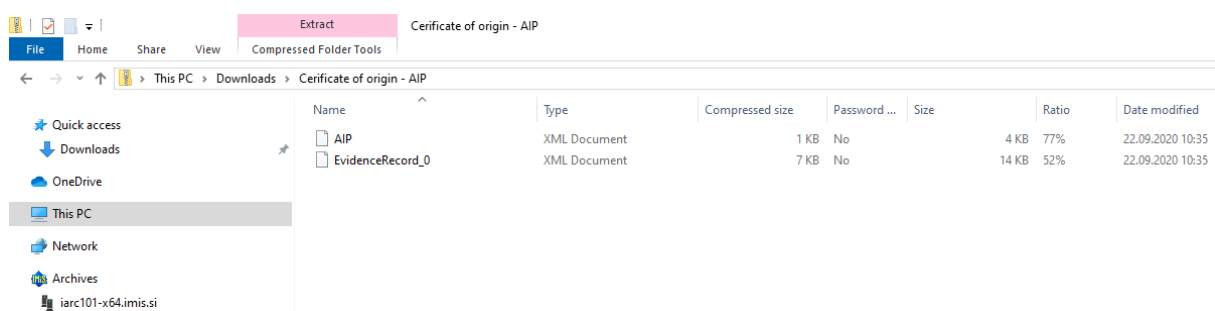 Extract Cerificate of origin - AIP
File Home Share View Compressed Folder Tools
This PC > Downloads > Cerificate of origin - AIP
Name Type Compressed size Password ... Size Ratio Date modified
Quick access
AIP XML Document 1 KB No 4 KB 77% 22.09.2020 10:35
Downloads
EvidenceRecord_0 XML Document 7 KB No 14 KB 52% 22.09.2020 10:35
OneDrive
This PC
Network
Archives
iarc101-x64.imis.si